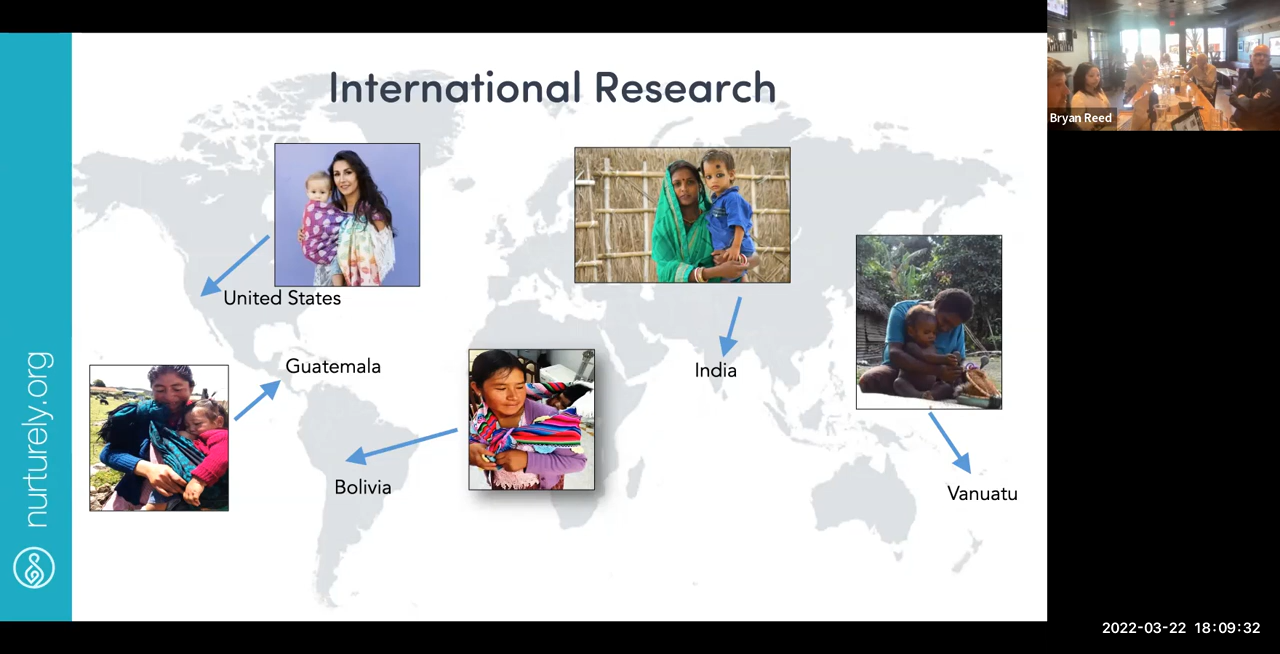 International Research
Bryan Reed
United States
Guatemala
India
Bolivia
Vanuatu
nurturely.org
2022-03-22 18:09:32